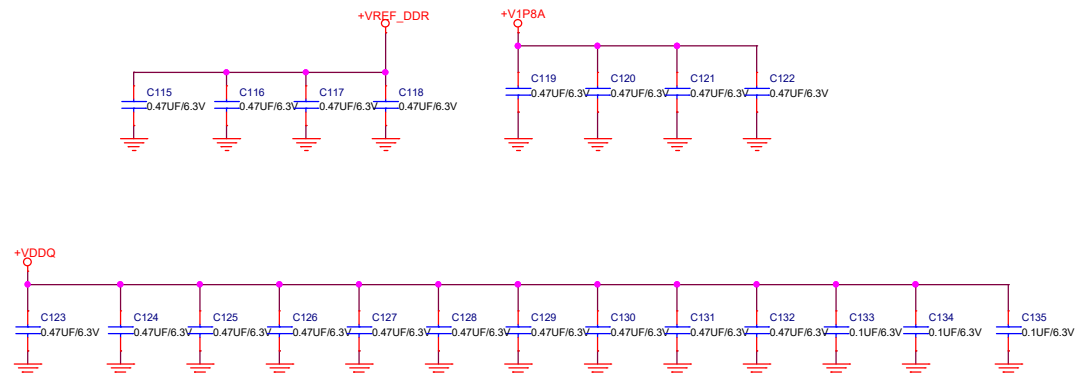 +VREF_DDR
+V1P8A
C115
0.47UF/6.3V
C116
0.47UF/6.3V
C117
0.47UF/6.3V
C118
0.47UF/6.3V
C119
0.47UF/6.3V
C120
0.47UF/6.3V
C121
0.47UF/6.3V
C122
0.47UF/6.3V
+VDDQ
C123
0.47UF/6.3V
C124
0.47UF/6.3V
C125
0.47UF/6.3V
C126
0.47UF/6.3V
C127
0.47UF/6.3V
C128
0.47UF/6.3V
C129
0.47UF/6.3V
C130
0.47UF/6.3V
C131
0.47UF/6.3V
C132
0.47UF/6.3V
C133
0.1UF/6.3V
C134
0.1UF/6.3V
C135
0.1UF/6.3V